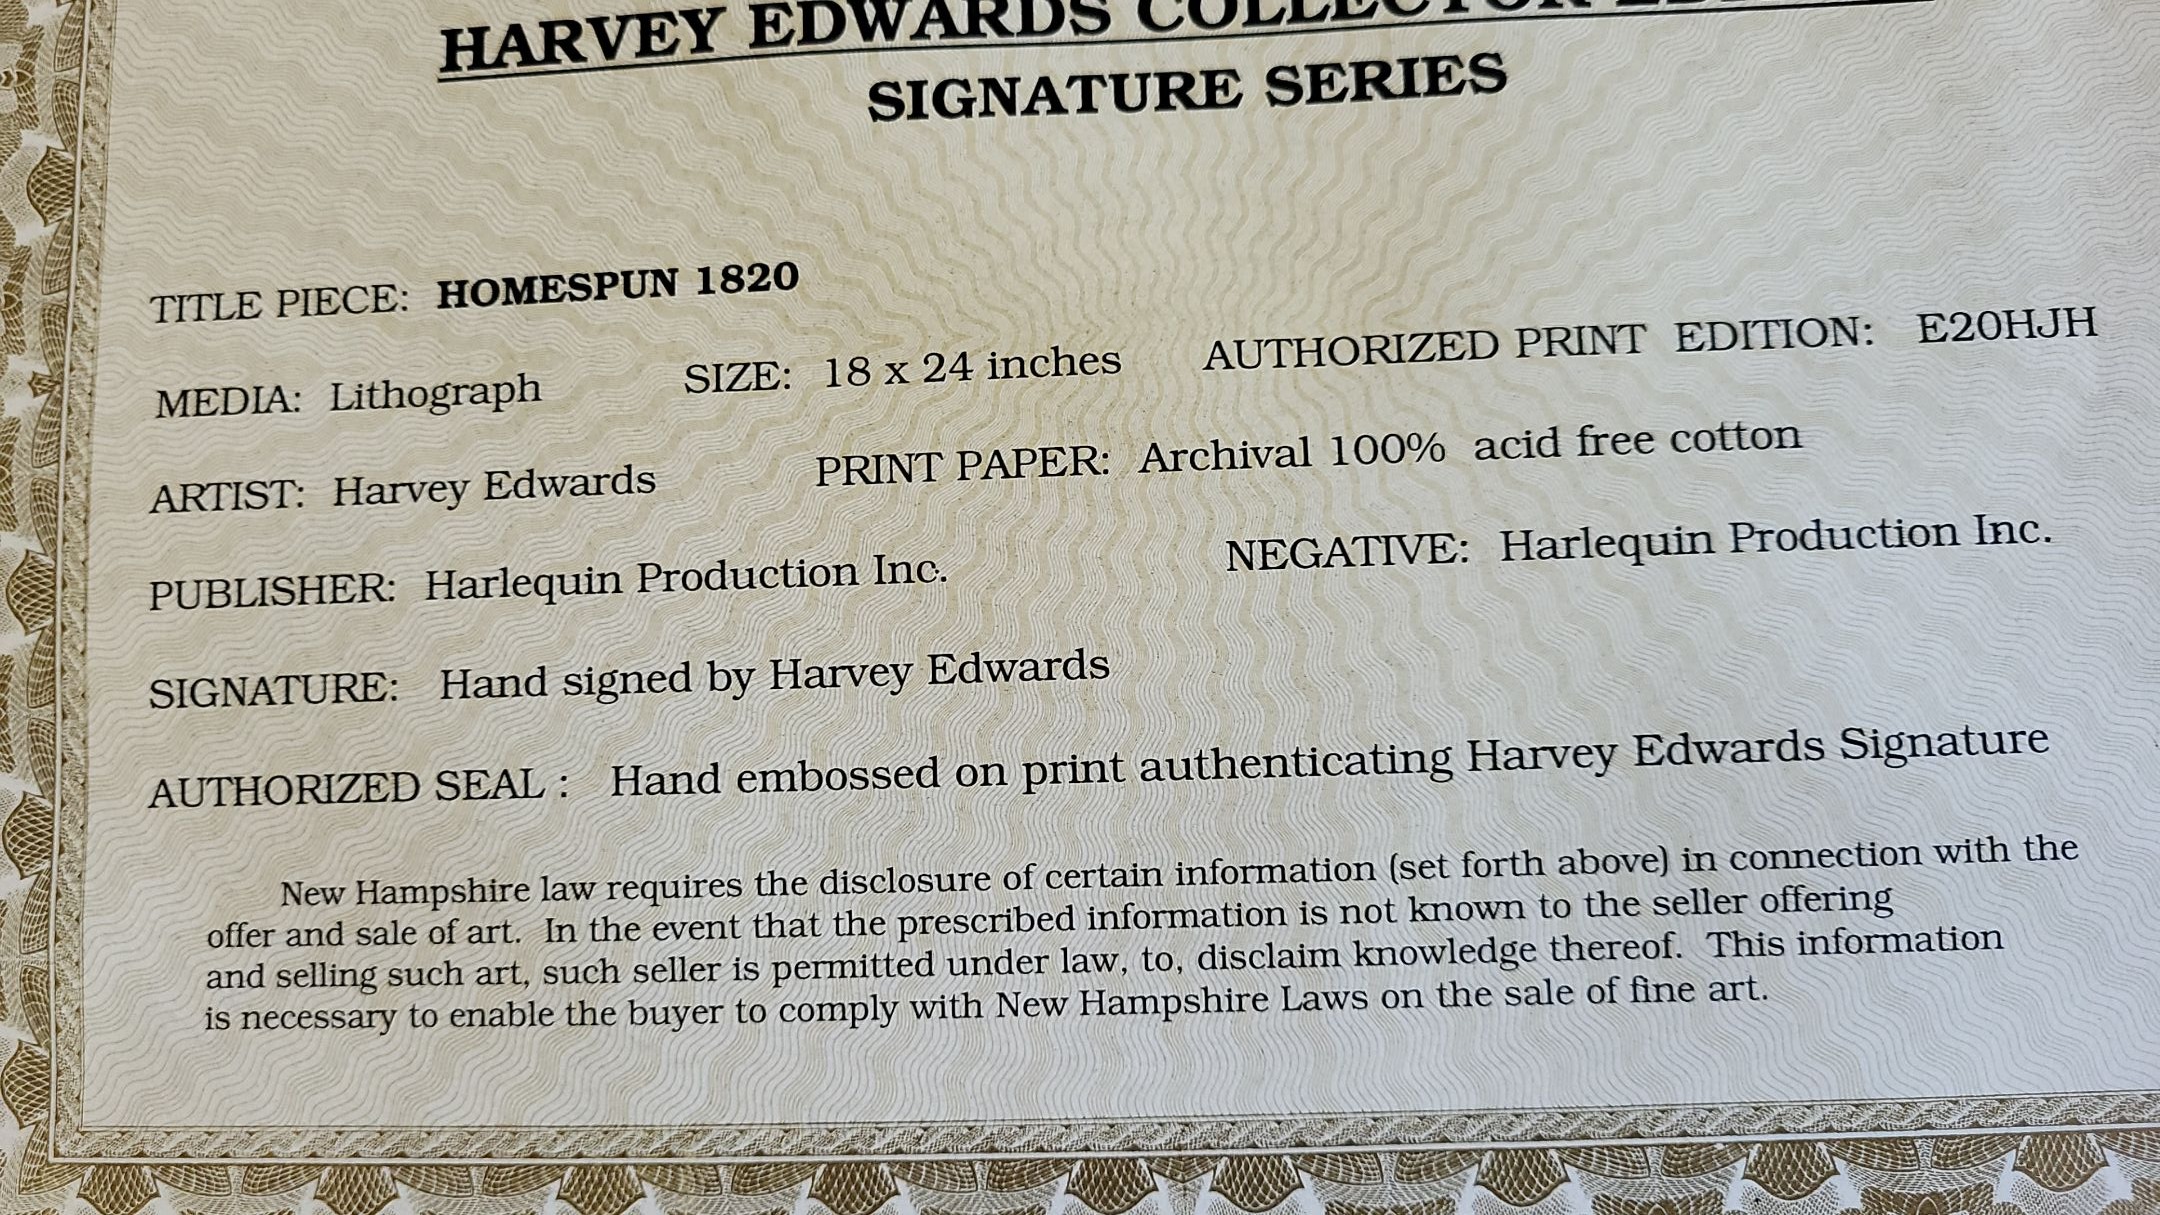 HARVEY EDWARDS COLLECTOR
SIGNATURE SERIES
TITLE PIECE: HOMESPUN 1820
MEDIA: Lithograph SIZE: 18 x 24 inches AUTHORIZED PRINT EDITION: E20HJH
ARTIST: Harvey Edwards PRINT PAPER: Archival 100% acid free cotton
PUBLISHER: Harlequin Production Inc. NEGATIVE: Harlequin Production Inc.
SIGNATURE: Hand signed by Harvey Edwards
AUTHORIZED SEAL : Hand embossed on print authenticating Harvey Edwards Signature
New Hampshire law requires the disclosure of certain information (set forth above) in connection with the
offer and sale of art. In the event that the prescribed information is not known to the seller offering
and selling such art, such seller is permitted under law, to, disclaim knowledge thereof. This information
is necessary to enable the buyer to comply with New Hampshire Laws on the sale of fine art.